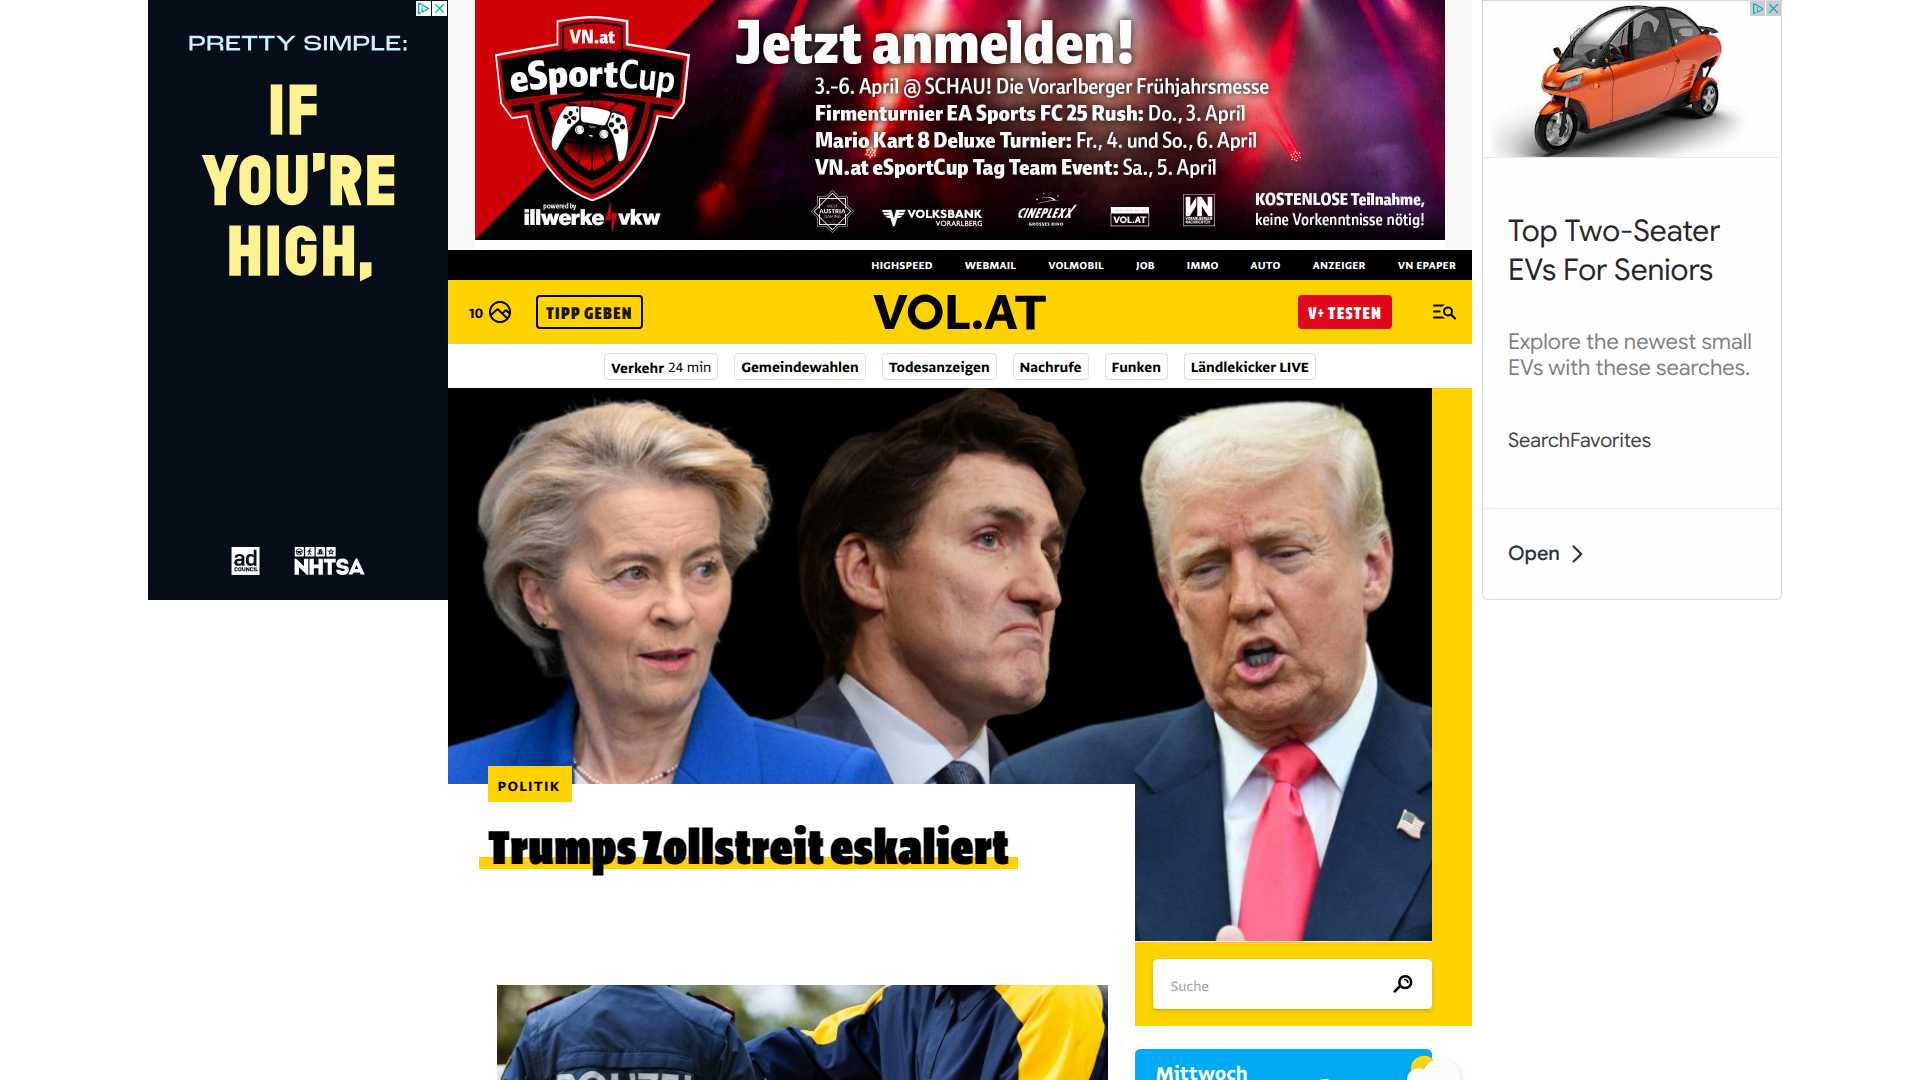 PRETTY SIMPLE:
IF
YOU'RE
HIGH,
ad
COUNCIL
NHTSA
VN.at
eSportCup
powered by
illwerke vkw
Jetzt anmelden!
3.-6. April @ SCHAU! Die Vorarlberger Frühjahrsmesse
Firmenturnier EA Sports FC 25 Rush: Do., 3. April
Mario Kart 8 Deluxe Turnier: Fr., 4. und So., 6. April
VN.at eSportCup Tag Team Event: Sa., 5. April
AUSTRIA
VOLKSBANK
VORARLBERG
CINEPLEXX
VOL.AT
VN
KOSTENLOSE Teilnahme,
keine Vorkenntnisse nötig!
HIGHSPEED WEBMAIL VOLMOBIL JOB IMMO AUTO ANZEIGER VN EPAPER
10 TIPP GEBEN VOL.AT V+ TESTEN
Verkehr 24 min Gemeindewahlen Todesanzeigen Nachrufe Funken Ländlekicker LIVE
POLITIK
Trumps Zollstreit eskaliert
Suche
POLIZEI
Mittwoch
Top Two-Seater
EVs For Seniors
Explore the newest small
EVs with these searches.
SearchFavorites
Open